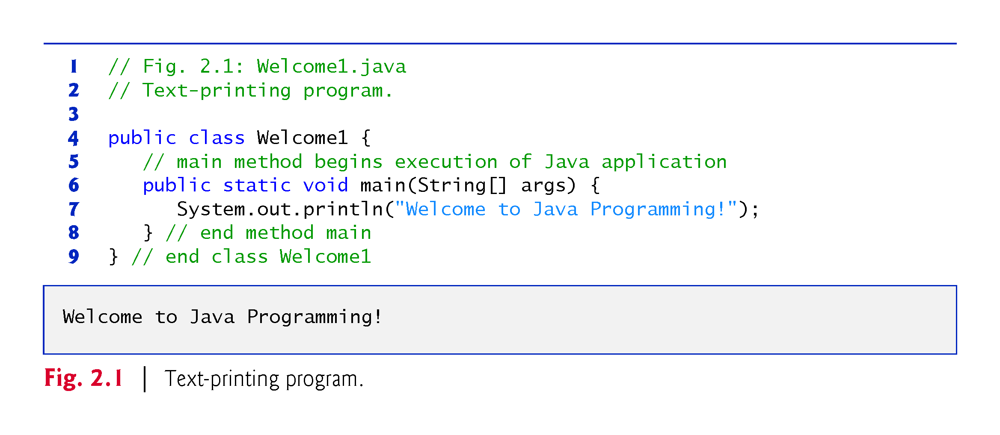 1 // Fig. 2.1: Welcome1.java
2 // Text-printing program.
3
4 public class Welcome1 {
5    // main method begins execution of Java application
6    public static void main(String[] args) {
7       System.out.println("Welcome to Java Programming!");
8    } // end method main
9 } // end class Welcome1
Welcome to Java Programming!
Fig. 2.1 | Text-printing program.